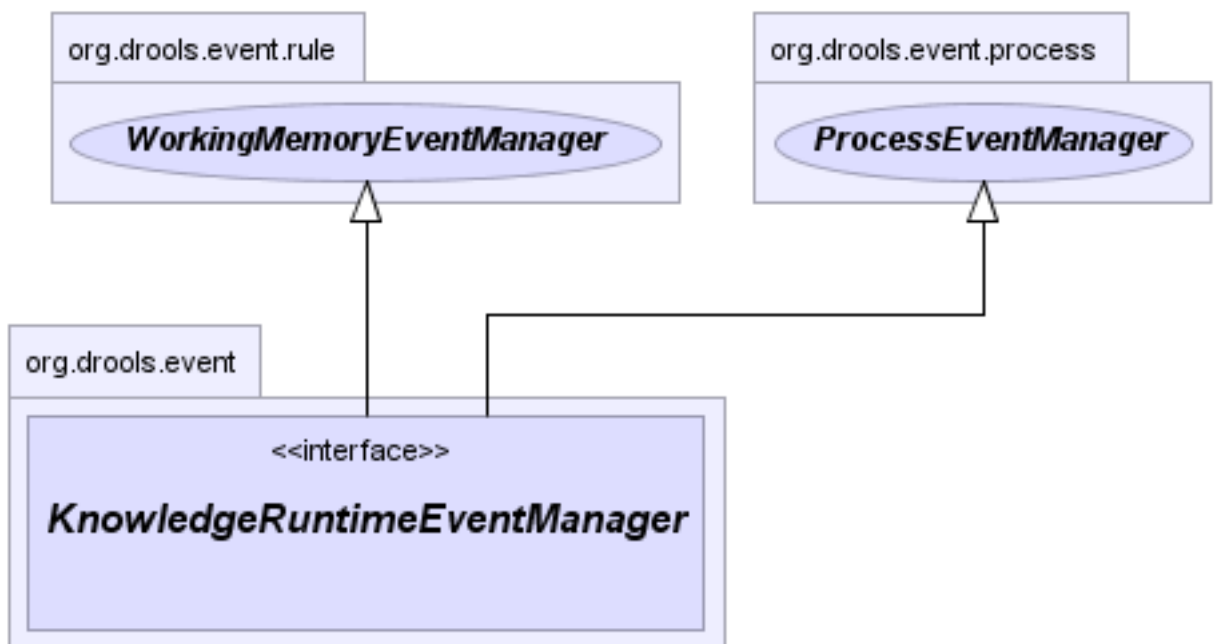 org.drools.event.rule
WorkingMemoryEventManager
org.drools.event.process
ProcessEventManager
org.drools.event
<<interface>>
KnowledgeRuntimeEventManager